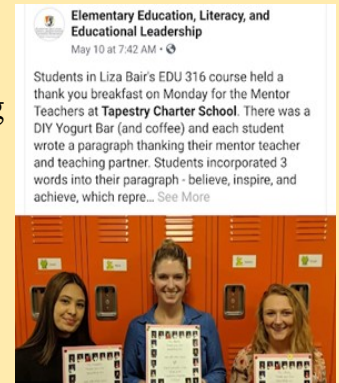 Elementary Education, Literacy, and
Educational Leadership
May 10 at 7:42 AM ·
Students in Liza Bair's EDU 316 course held a
thank you breakfast on Monday for the Mentor
Teachers at Tapestry Charter School. There was a
DIY Yogurt Bar (and coffee) and each student
wrote a paragraph thanking their mentor teacher
and teaching partner. Students incorporated 3
words into their paragraph - believe, inspire, and
achieve, which repre... See More
g